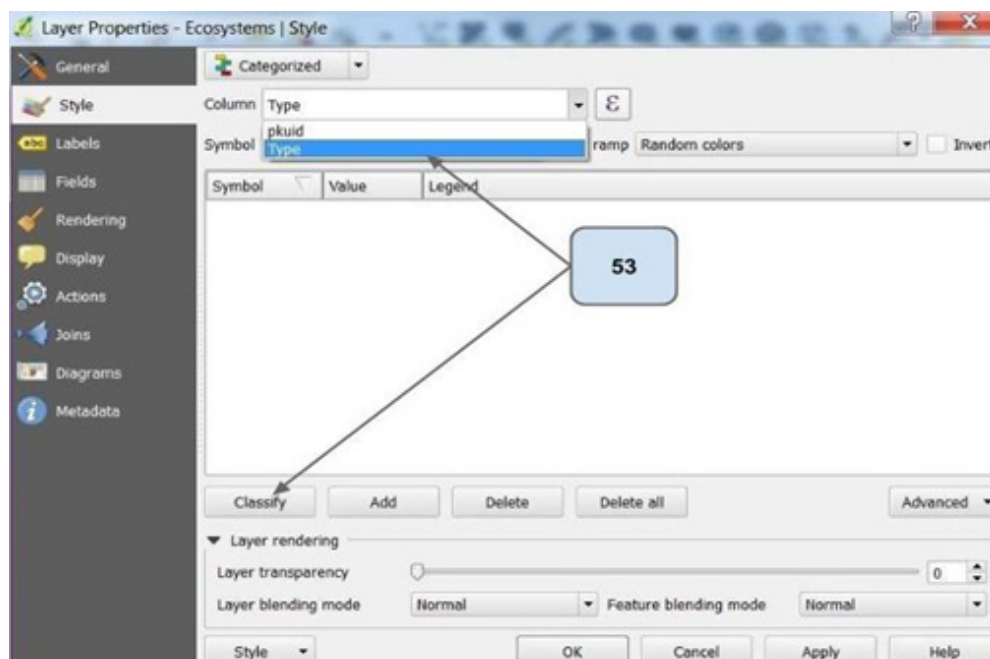 Layer Properties - Ecosystems | Style
General
Style
Labels
Fields
Rendering
Display
Actions
Joins
Diagrams
Metadata
Categorized
Column Type
pkuid
Type
Symbol ramp Random colors Invert
Symbol Value Legend
53
Classify Add Delete Delete all Advanced
Layer rendering
Layer transparency 0
Layer blending mode Normal Feature blending mode Normal
Style OK Cancel Apply Help